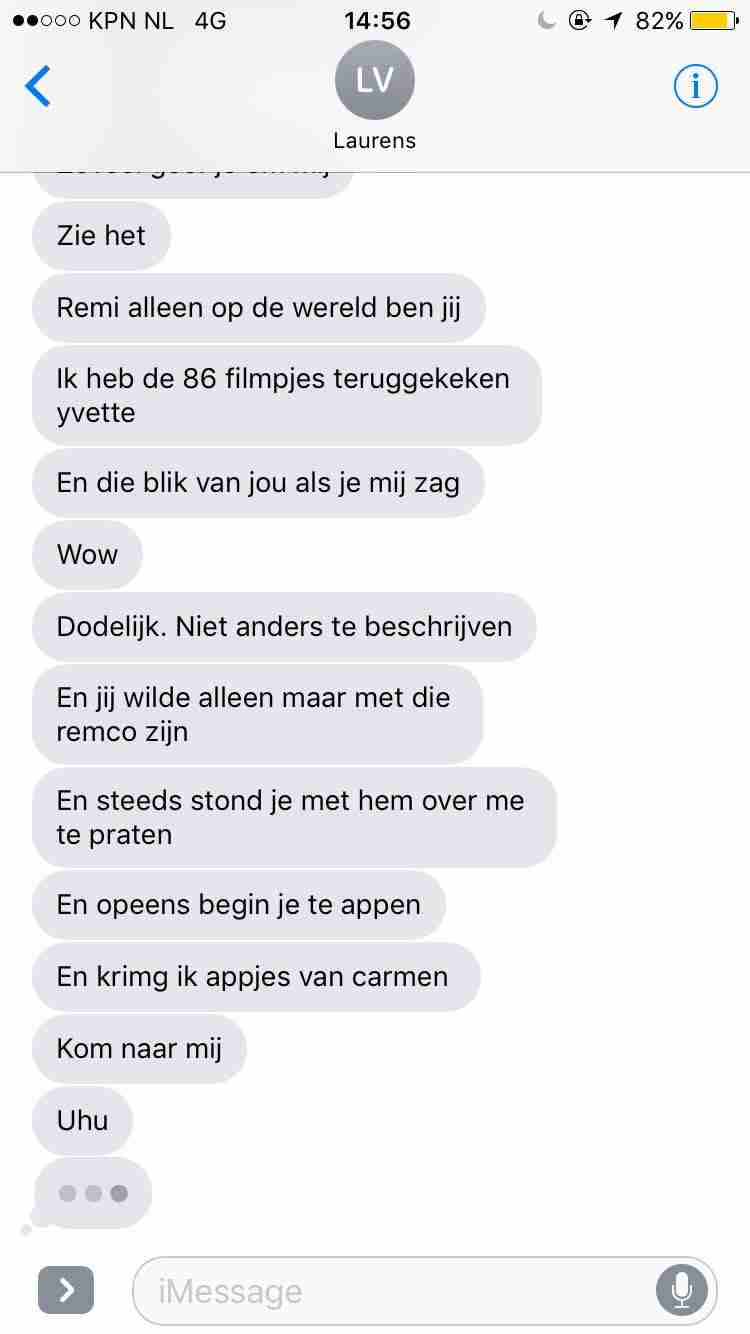 KPN NL 4G 14:56 82%
LV
Laurens
Zie het
Remi alleen op de wereld ben jij
Ik heb de 86 filmpjes teruggekeken
yvette
En die blik van jou als je mij zag
Wow
Dodelijk. Niet anders te beschrijven
En jij wilde alleen maar met die
remco zijn
En steeds stond je met hem over me
te praten
En opeens begin je te appen
En krimg ik appjes van carmen
Kom naar mij
Uhu
iMessage